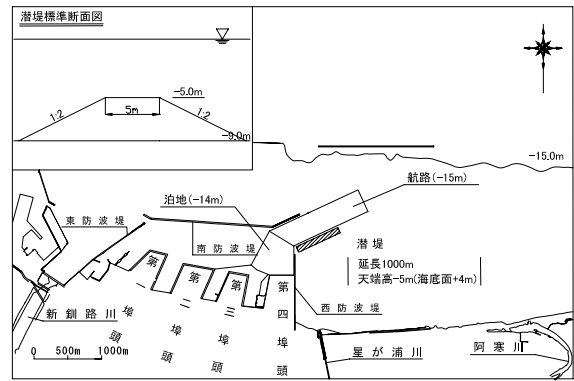 潜堤標準断面図
-5.0m
1:2
5m
1:2
-9.0m
-15.0m
航路(-15m)
泊地(-14m)
東防波堤
南防波堤
潜堤
延長1000m
天端高-5m(海底面+4m)
第一埠頭
第二埠頭
第三埠頭
第四埠頭
西防波堤
新釧路川
星が浦川
阿寒川
0 500m 1000m